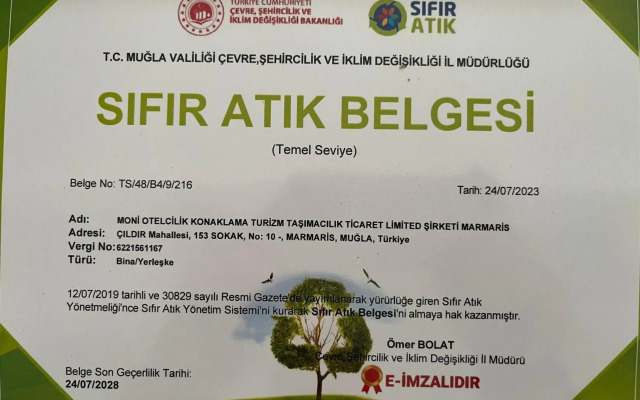 TÜRKİYE CUMHURİYETİ
ÇEVRE, ŞEHİRCİLİK VE
İKLİM DEĞİŞİKLİĞİ BAKANLIĞI
SIFIR
ATIK
T.C. MUĞLA VALİLİĞİ ÇEVRE,ŞEHİRCİLİK VE İKLİM DEĞİŞİKLİĞİ İL MÜDÜRLÜĞÜ
SIFIR ATIK BELGESİ
(Temel Seviye)
Belge No: TS/48/B4/9/216
Tarih: 24/07/2023
Adı: MONİ OTELCİLİK KONAKLAMA TURİZM TAŞIMACILIK TİCARET LİMİTED ŞİRKETİ MARMARİS
Adresi: ÇILDIR Mahallesi, 153 SOKAK, No: 10 -, MARMARİS, MUĞLA, Türkiye
Vergi No: 6221561167
Türü: Bina/Yerleşke
12/07/2019 tarihli ve 30829 sayılı Resmi Gazete'de yayımlanarak yürürlüğe giren Sıfır Atık
Yönetmeliği'nce Sıfır Atık Yönetim Sistemi'ni kurarak Sıfır Atık Belgesi'ni almaya hak kazanmıştır.
Ömer BOLAT
Çevre,Şehircilik ve İklim Değişikliği İl Müdürü
Belge Son Geçerlilik Tarihi:
24/07/2028
E-İMZALIDIR